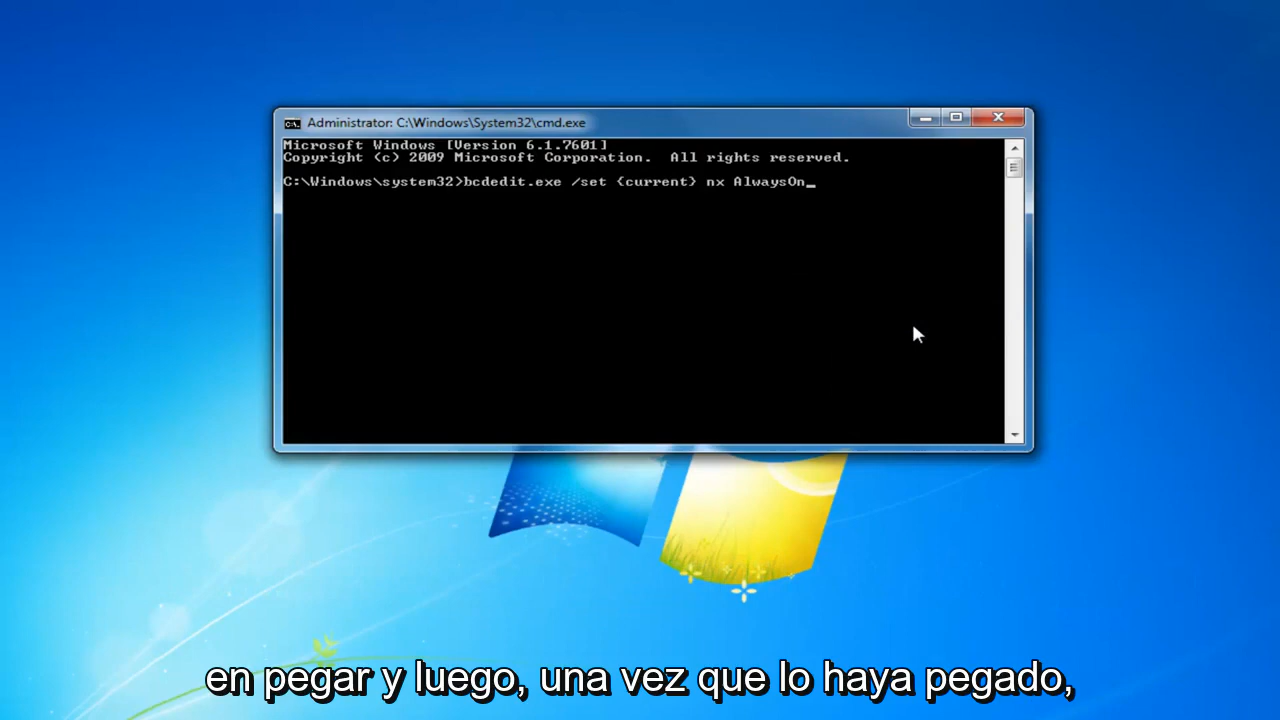 Administrator: C:\Windows\System32\cmd.exe
Microsoft Windows [Version 6.1.7601]
Copyright (c) 2009 Microsoft Corporation.  All rights reserved.
C:\Windows\system32>bcdedit.exe /set {current} nx AlwaysOn_
en pegar y luego, una vez que lo haya pegado,